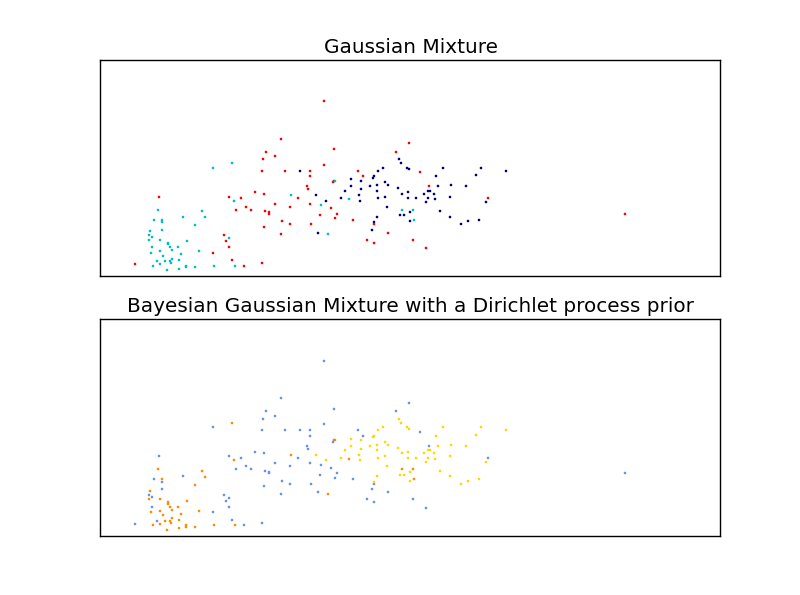 Gaussian Mixture
Bayesian Gaussian Mixture with a Dirichlet process prior